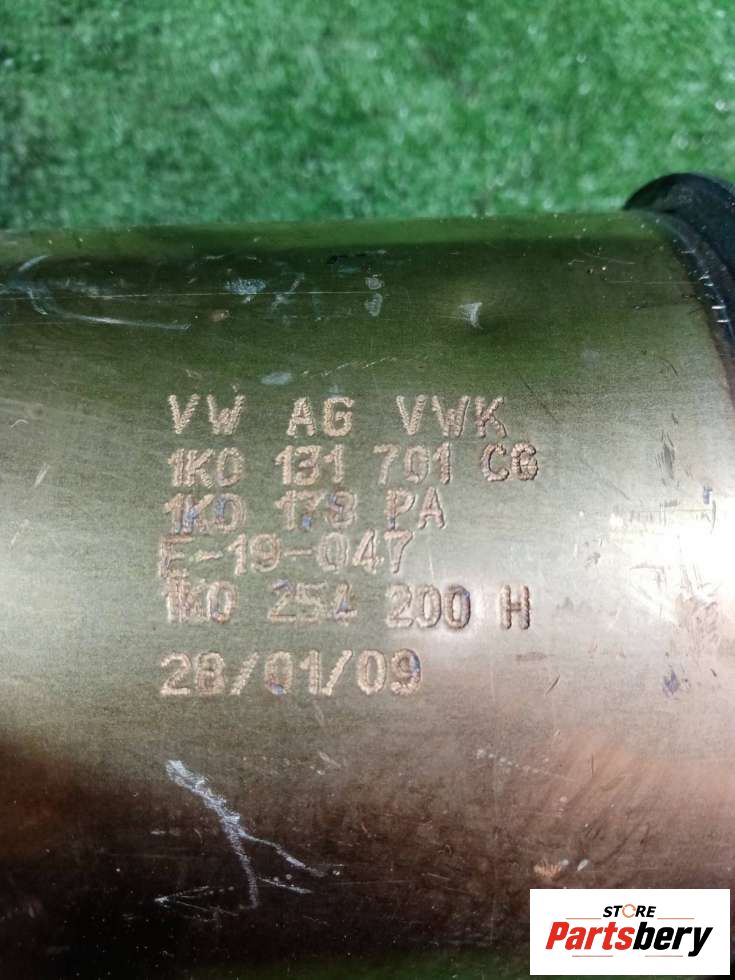 VW AG VWK
1K0 131 701 CG
1K0 178 PA
E-19-047
1K0 254 200 H
28/01/09
STORE
Partsbery